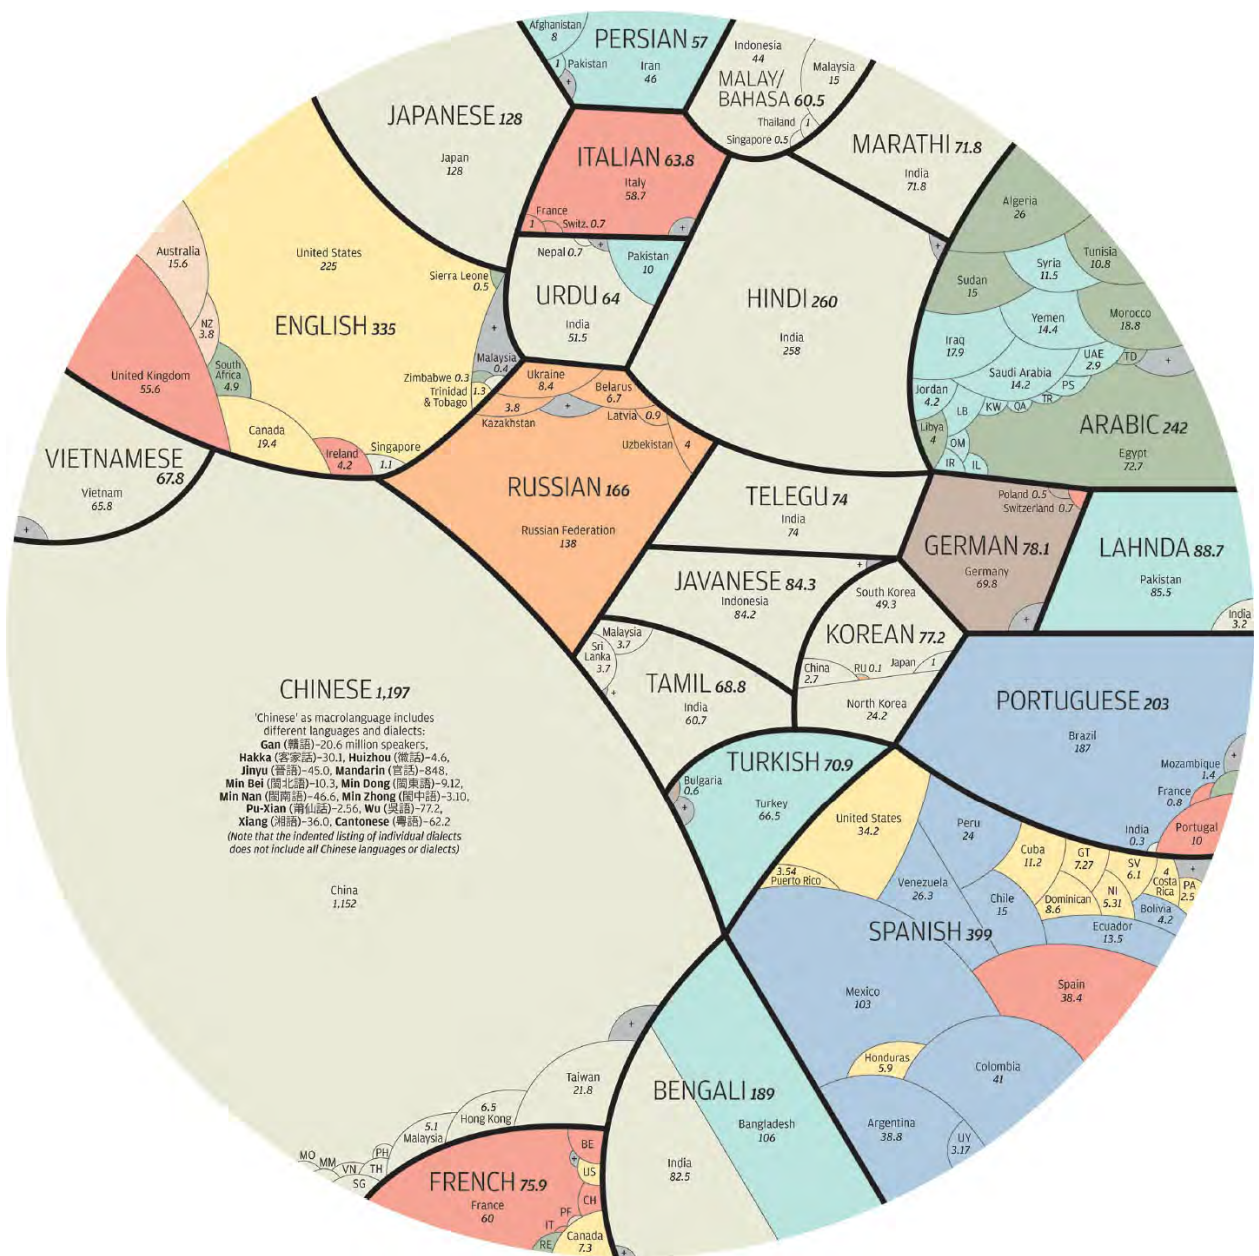 Afghanistan
8
1 Pakistan
+
PERSIAN 57
Iran
46
Indonesia
44
Malaysia
15
MALAY/
BAHASA 60.5
Thailand
1
Singapore 0.5
JAPANESE 128
Japan
128
ITALIAN 63.8
Italy
58.7
France
1
Switz. 0.7
+
MARATHI 71.8
India
71.8
Algeria
26
Tunisia
10.8
Syria
11.5
Sudan
15
Morocco
18.8
Yemen
14.4
Iraq
17.9
UAE
2.9
TD
+
Saudi Arabia
14.2
PS
TR
Jordan
4.2
LB
KW
QA
Libya
4
OM
IR
IL
ARABIC 242
Egypt
72.7
Australia
15.6
United States
225
Sierra Leone
0.5
ENGLISH 335
NZ
3.8
+
Malaysia
0.4
South
Africa
4.9
United Kingdom
55.6
Zimbabwe 0.3
Trinidad
& Tobago
1.3
Canada
19.4
Ireland
4.2
Singapore
1.1
Nepal 0.7
+
Pakistan
10
URDU 64
India
51.5
+
HINDI 260
India
258
VIETNAMESE
67.8
Vietnam
65.8
+
Ukraine
8.4
Belarus
6.7
3.8
Kazakhstan
+
Latvia
0.9
Uzbekistan
4
RUSSIAN 166
Russian Federation
138
TELEGU 74
India
74
Poland 0.5
Switzerland 0.7
GERMAN 78.1
Germany
69.8
+
LAHNDA 88.7
Pakistan
85.5
India
3.2
JAVANESE 84.3
Indonesia
84.2
+
South Korea
49.3
KOREAN 77.2
China
2.7
RU 0.1
Japan
1
North Korea
24.2
Malaysia
3.7
Sri
Lanka
3.7
+
TAMIL 68.8
India
60.7
PORTUGUESE 203
Brazil
187
+
Mozambique
1.4
France
0.8
India
0.3
Portugal
10
CHINESE 1,197
'Chinese' as macrolanguage includes
different languages and dialects:
Gan (贛語)–20.6 million speakers,
Hakka (客家話)–30.1, Huizhou (徽話)–4.6,
Jinyu (晉語)–45.0, Mandarin (官話)–848,
Min Bei (閩北語)–10.3, Min Dong (閩東語)–9.12,
Min Nan (閩南語)–46.6, Min Zhong (閩中語)–3.10,
Pu-Xian (莆仙話)–2.56, Wu (吳語)–77.2,
Xiang (湘語)–36.0, Cantonese (粵語)–62.2
(Note that the indented listing of individual dialects
does not include all Chinese languages or dialects)
China
1,152
TURKISH 70.9
Bulgaria
0.6
+
Turkey
66.5
United States
34.2
3.54
Puerto Rico
Peru
24
Venezuela
26.3
Chile
15
Cuba
11.2
GT
7.27
SV
6.1
4
Costa
Rica
+
PA
2.5
Dominican
8.6
NI
5.31
Bolivia
4.2
Ecuador
13.5
SPANISH 399
Mexico
103
Spain
38.4
Honduras
5.9
Colombia
41
Argentina
38.8
UY
3.17
+
Taiwan
21.8
6.5
Hong Kong
5.1
Malaysia
MO
MM
VN
PH
TH
SG
BENGALI 189
Bangladesh
106
India
82.5
+
FRENCH 75.9
France
60
BE
+
US
CH
PF
IT
RE
Canada
7.3